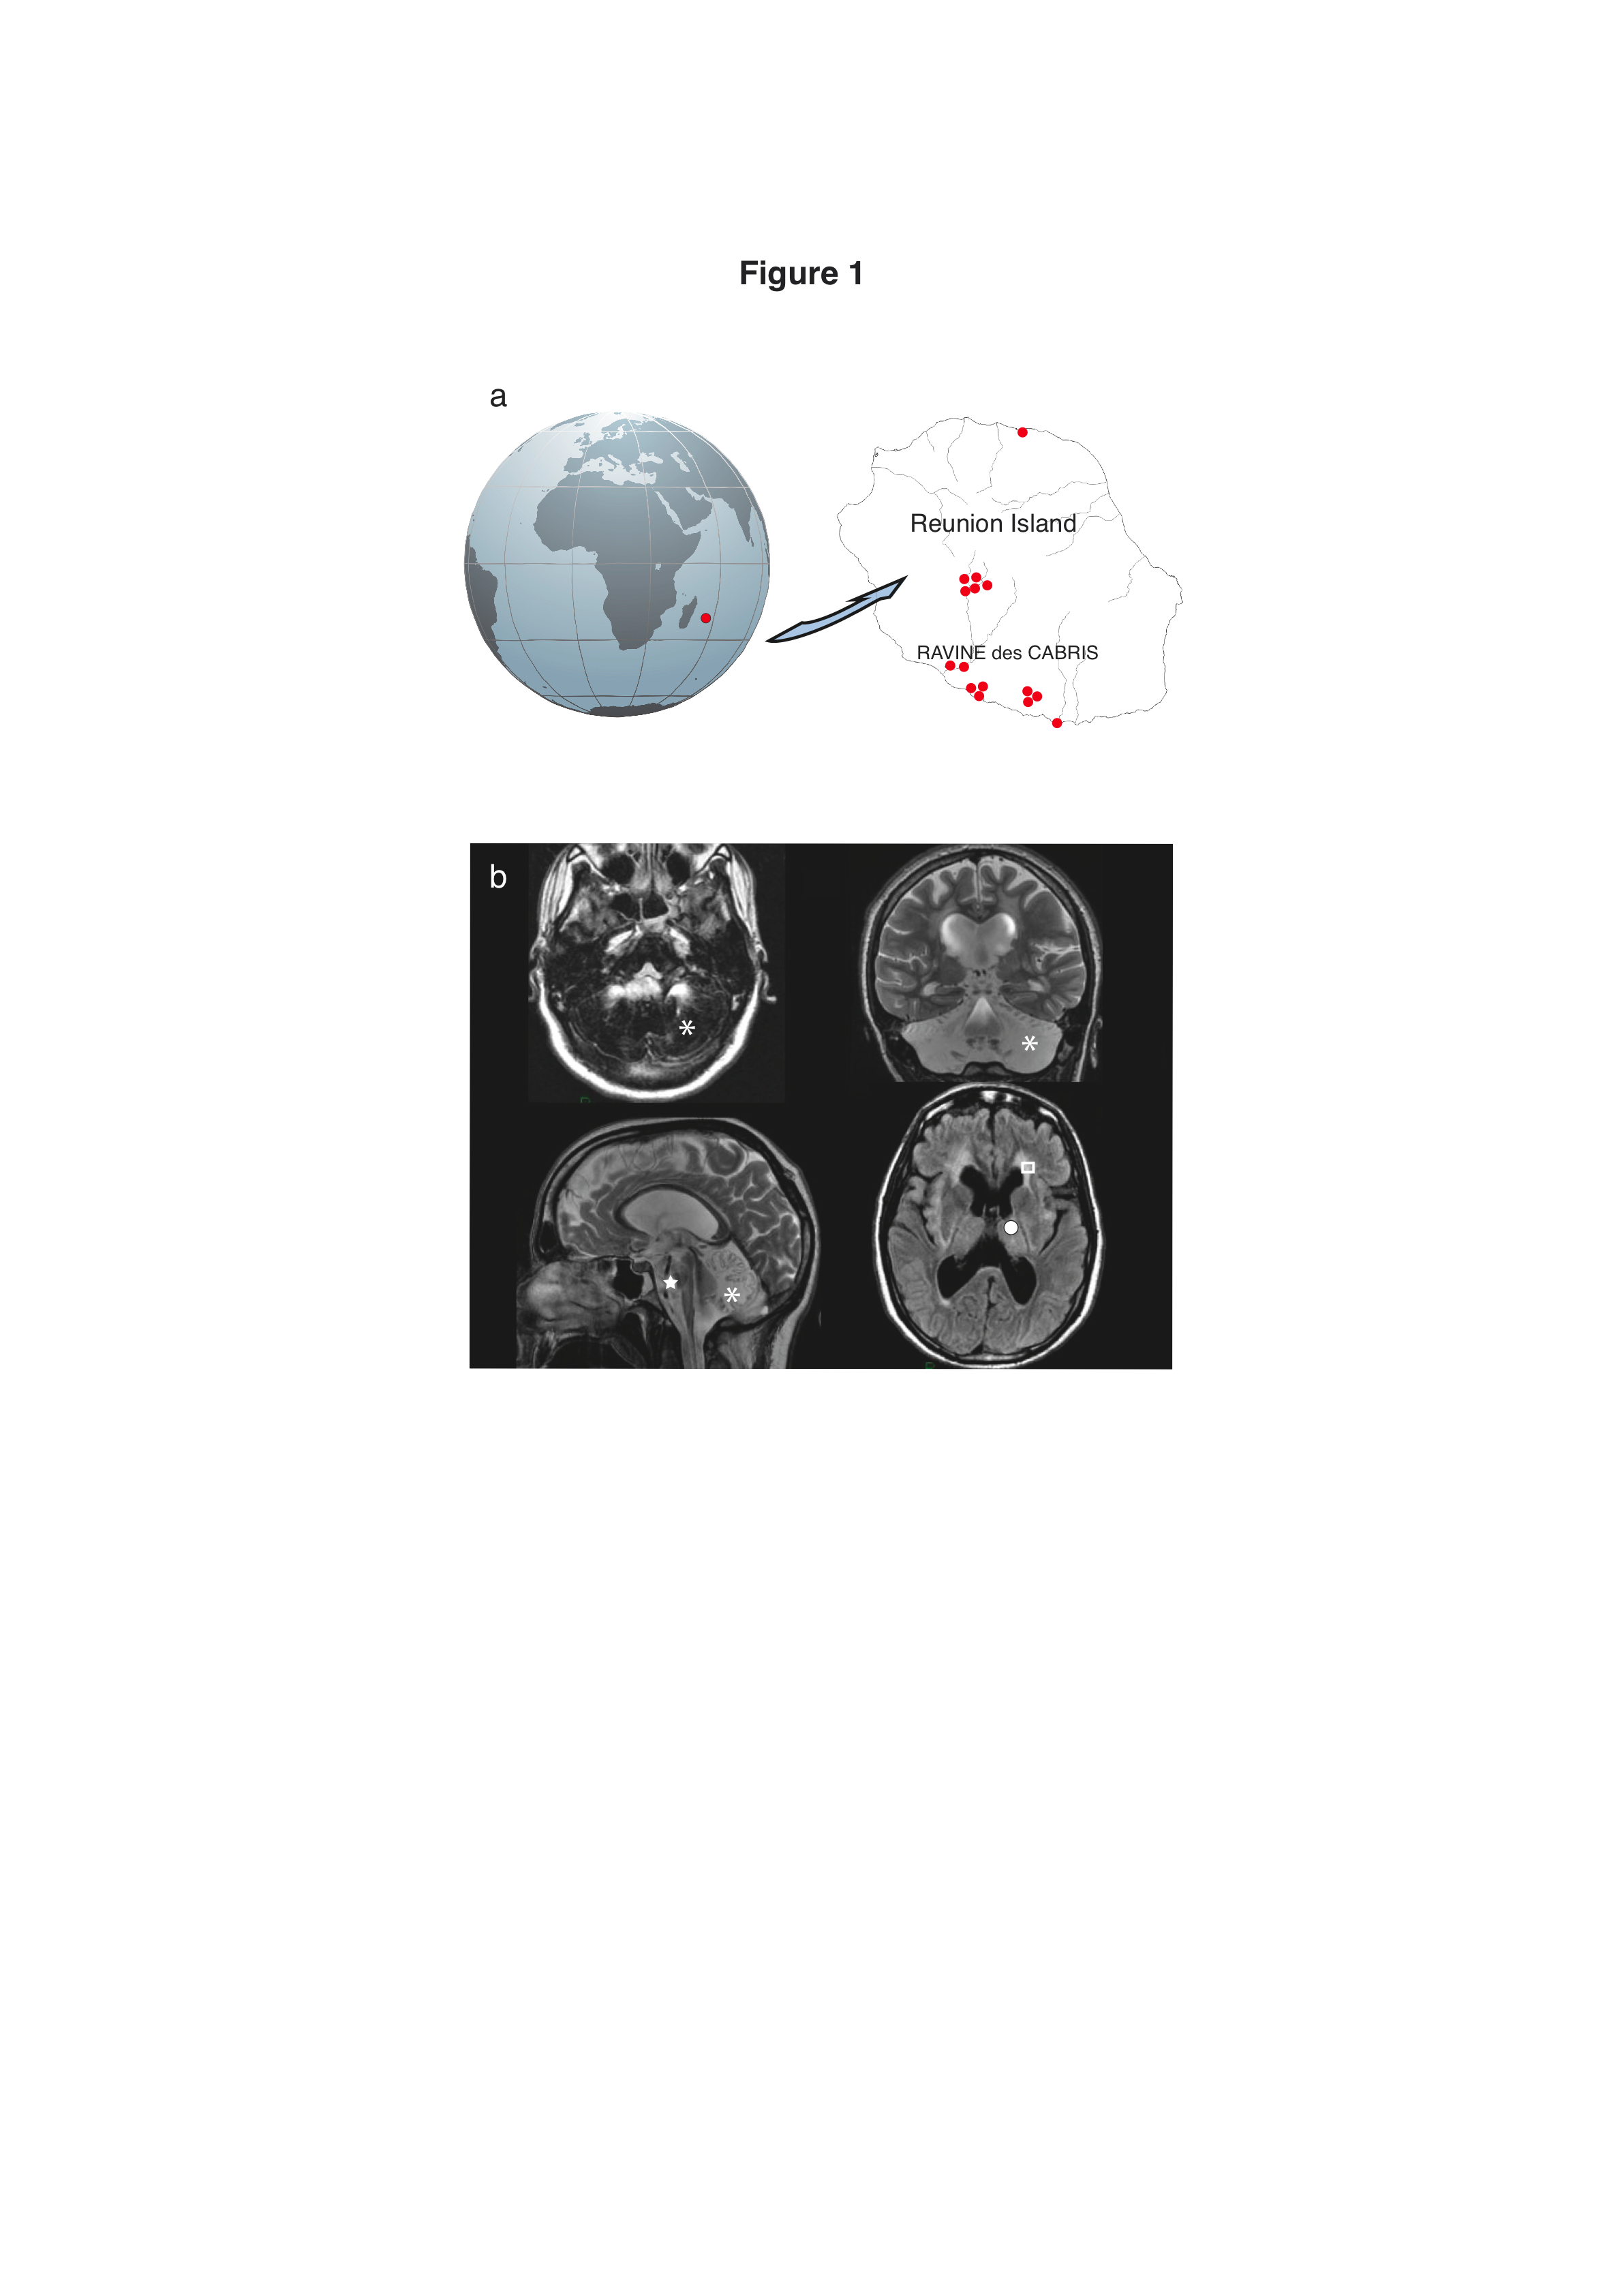 Figure 1
a
Reunion Island
RAVINE des CABRIS
b